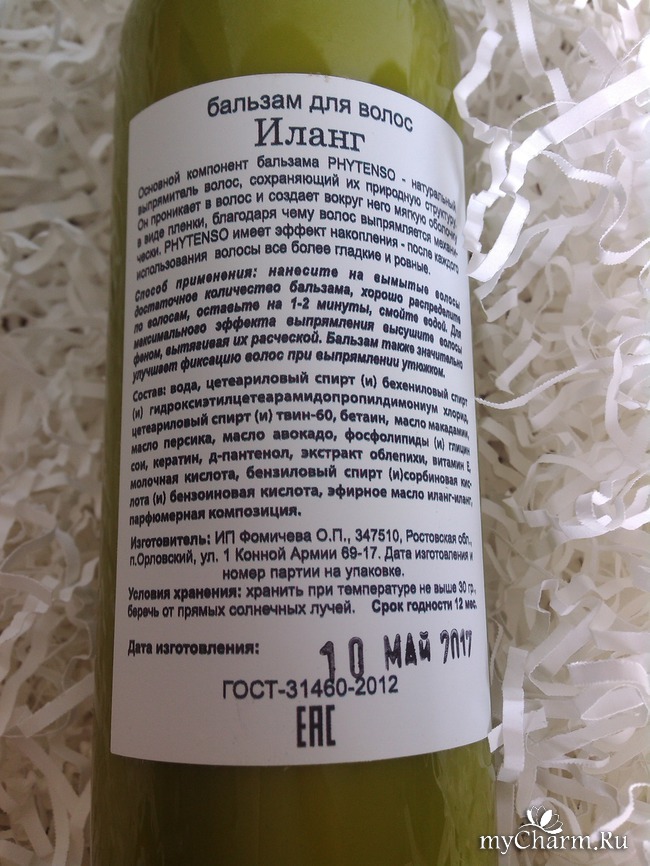 бальзам для волос
Иланг
Основной компонент бальзама PHYTENSO - натуральный
выпрямитель волос, сохраняющий их природную структуру.
Он проникает в волос и создает вокруг него мягкую оболочку
в виде пленки, благодаря чему волос выпрямляется механи-
чески. PHYTENSO имеет эффект накопления - после каждого
использования волосы все более гладкие и ровные.
Способ применения: нанесите на вымытые волосы
достаточное количество бальзама, хорошо распределите
по волосам, оставьте на 1-2 минуты, смойте водой. Для
максимального эффекта выпрямления высушите волосы
феном, вытягивая их расческой. Бальзам также значительно
улучшает фиксацию волос при выпрямлении утюжком.
Состав: вода, цетеариловый спирт (и) бехениловый спирт
(и) гидроксиэтилцетеарамидопропилдимониум хлорид,
цетеариловый спирт (и) твин-60, бетаин, масло макадамии,
масло персика, масло авокадо, фосфолипиды (и) глицин
сои, кератин, д-пантенол, экстракт облепихи, витамин Е,
молочная кислота, бензиловый спирт (и)сорбиновая кис-
лота (и) бензоиновая кислота, эфирное масло иланг-иланг,
парфюмерная композиция.
Изготовитель: ИП Фомичева О.П., 347510, Ростовская обл.,
п.Орловский, ул. 1 Конной Армии 69-17. Дата изготовления и
номер партии на упаковке.
Условия хранения: хранить при температуре не выше 30 гр.,
беречь от прямых солнечных лучей. Срок годности 12 мес.
Дата изготовления: 10 МАЙ 2017
ГОСТ-31460-2012
ЕАС
myCharm.Ru